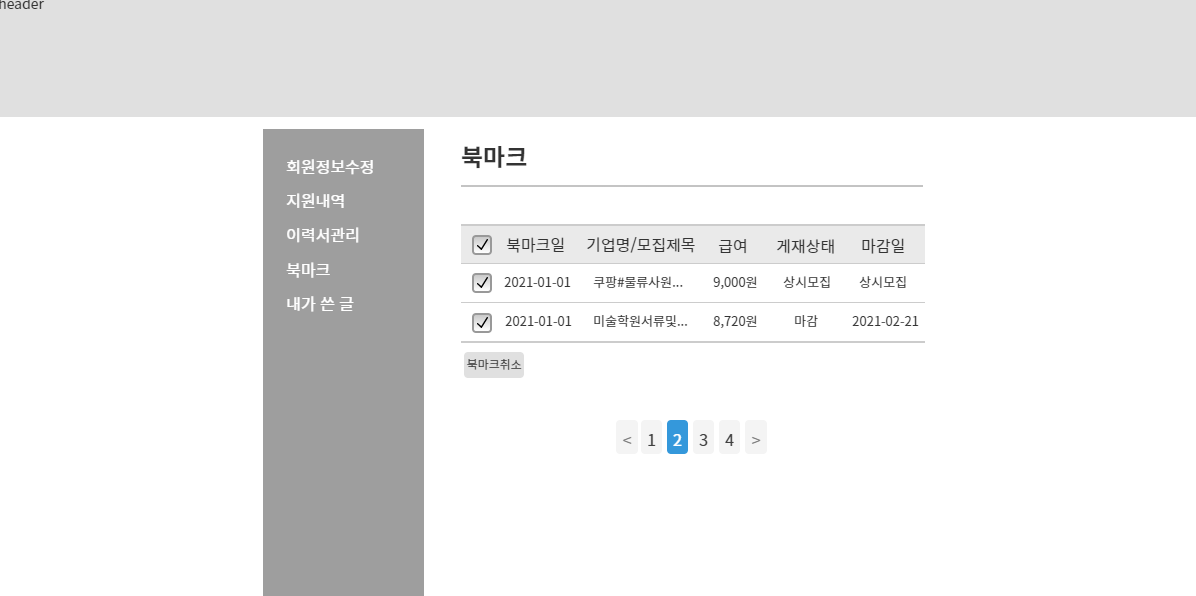 header
회원정보수정
지원내역
이력서관리
북마크
내가 쓴 글
북마크
북마크일 기업명/모집제목 급여 게재상태 마감일
2021-01-01 쿠팡#물류사원... 9,000원 상시모집 상시모집
2021-01-01 미술학원서류및... 8,720원 마감 2021-02-21
북마크취소
< 1 2 3 4 >